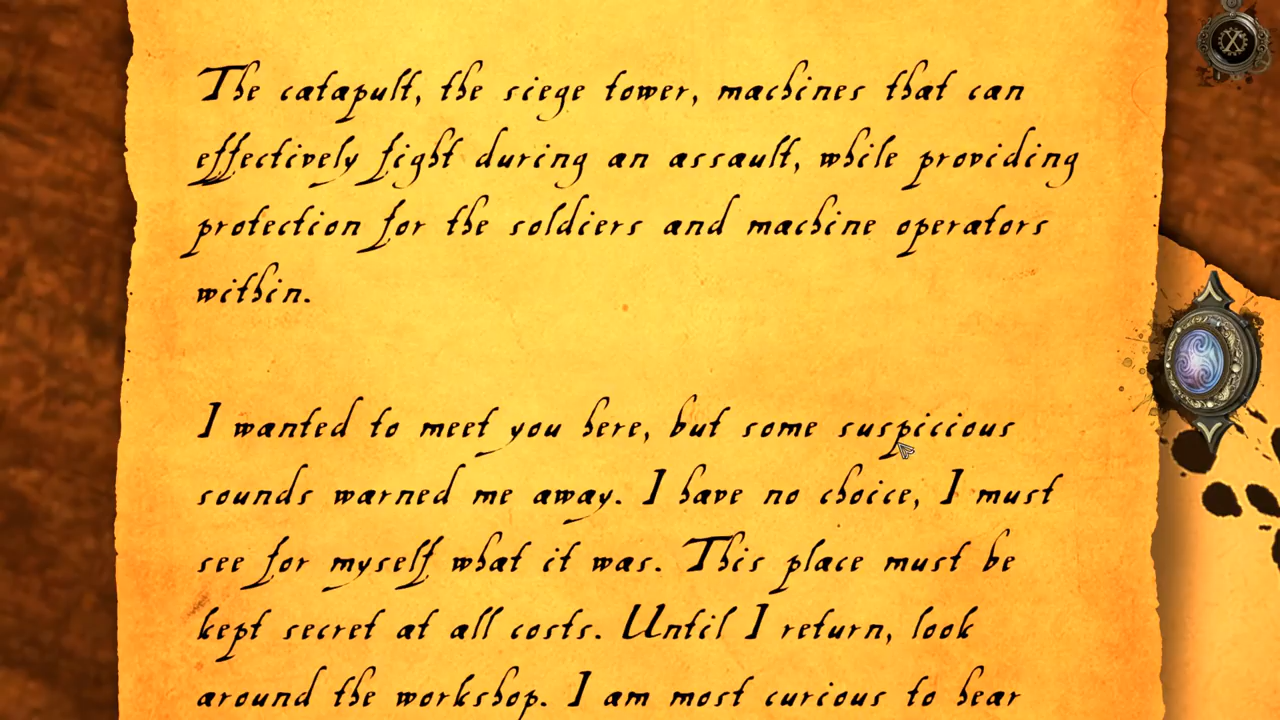 The catapult, the siege tower, machines that can
effectively fight during an assault, while providing
protection for the soldiers and machine operators
within.
I wanted to meet you here, but some suspicious
sounds warned me away. I have no choice, I must
see for myself what it was. This place must be
kept secret at all costs. Until I return, look
around the workshop. I am most curious to hear